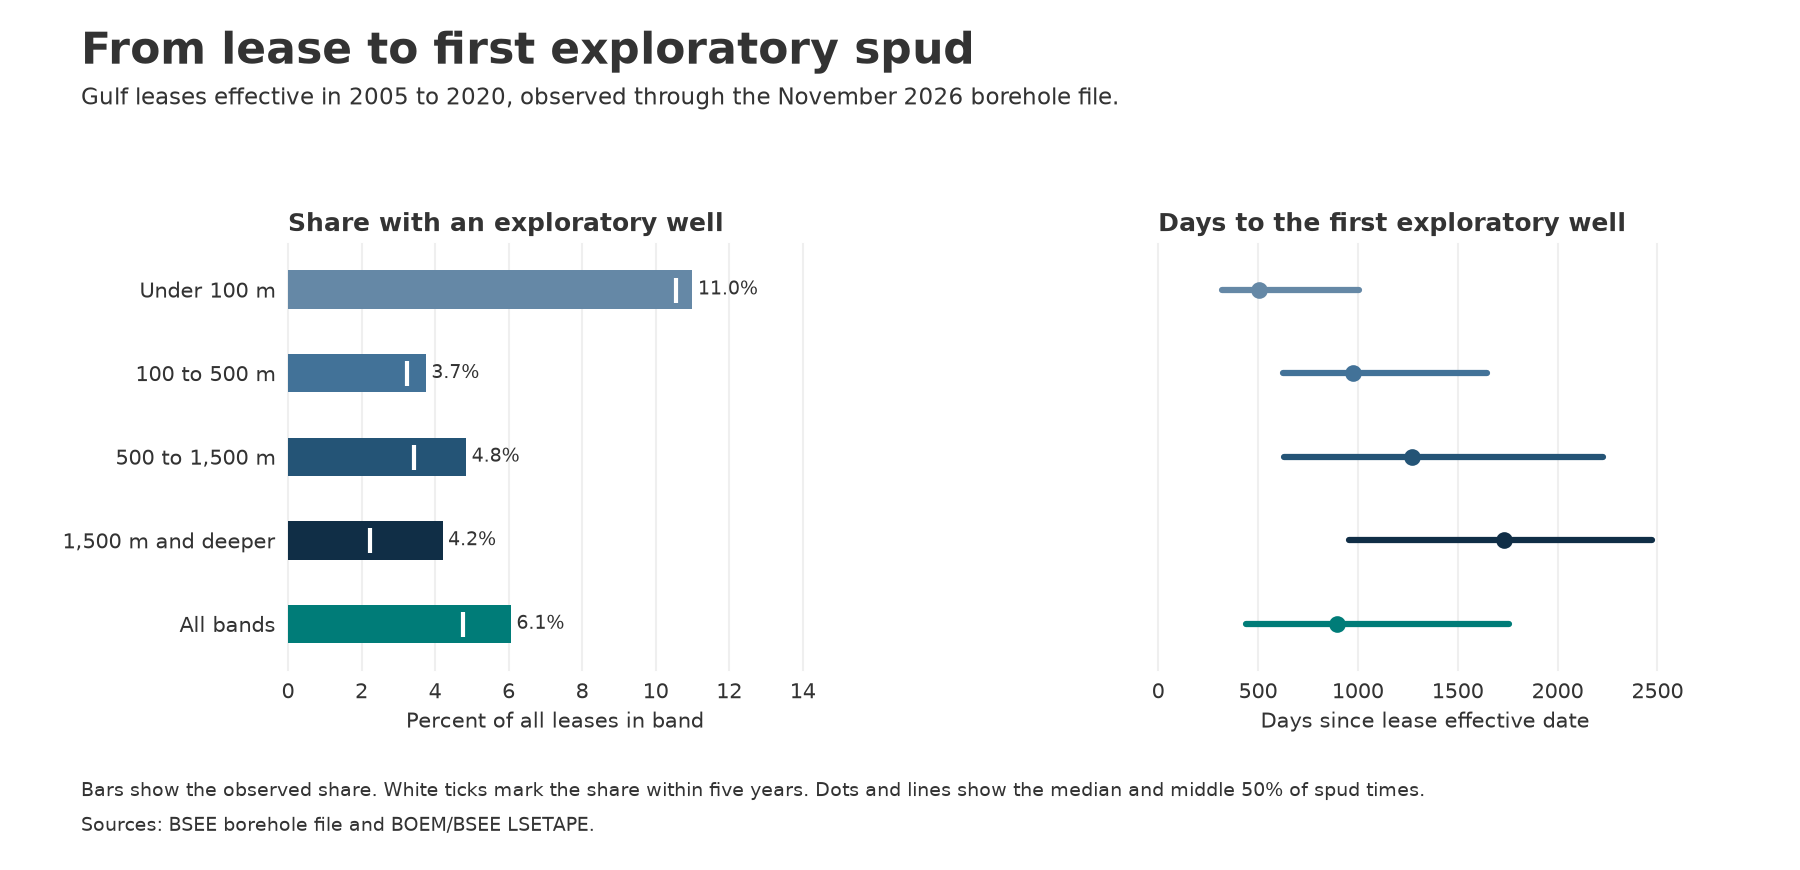 From lease to first exploratory spud
Gulf leases effective in 2005 to 2020, observed through the November 2026 borehole file.
Share with an exploratory well
Under 100 m
11.0%
100 to 500 m
3.7%
500 to 1,500 m
4.8%
1,500 m and deeper
4.2%
All bands
6.1%
0 2 4 6 8 10 12 14
Percent of all leases in band
Days to the first exploratory well
0 500 1000 1500 2000 2500
Days since lease effective date
Bars show the observed share. White ticks mark the share within five years. Dots and lines show the median and middle 50% of spud times.
Sources: BSEE borehole file and BOEM/BSEE LSETAPE.